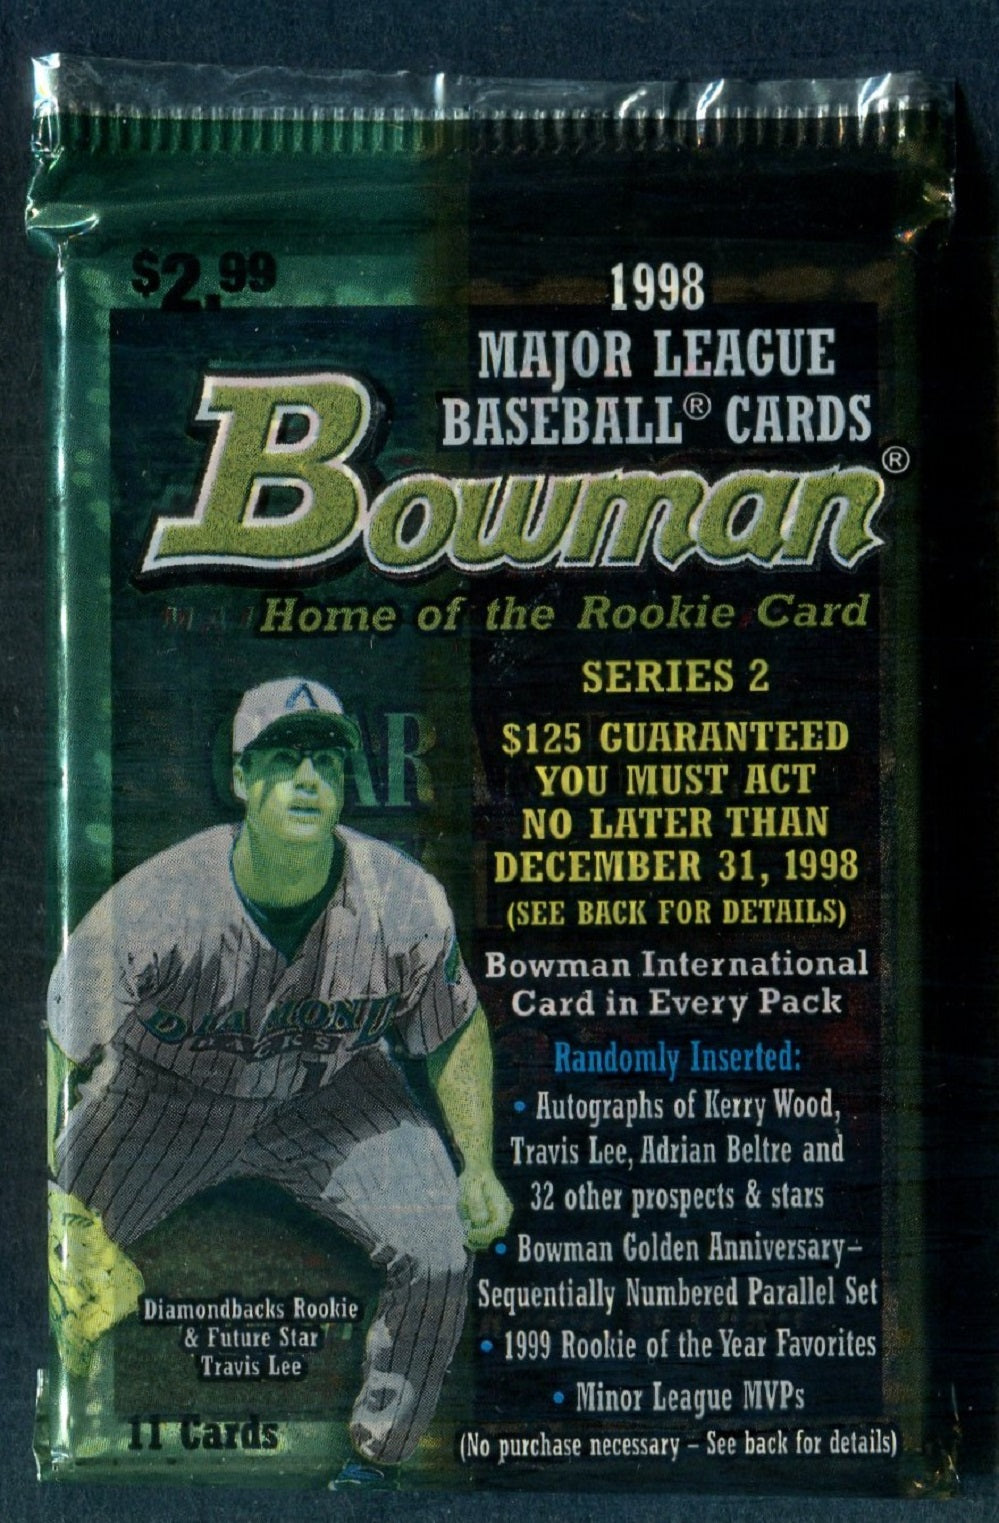 $2.99
1998
MAJOR LEAGUE
BASEBALL® CARDS
Bowman®
Home of the Rookie Card
SERIES 2
$125 GUARANTEED
YOU MUST ACT
NO LATER THAN
DECEMBER 31, 1998
(SEE BACK FOR DETAILS)
Bowman International
Card in Every Pack
Randomly Inserted:
• Autographs of Kerry Wood,
Travis Lee, Adrian Beltre and
32 other prospects & stars
• Bowman Golden Anniversary–
Sequentially Numbered Parallel Set
• 1999 Rookie of the Year Favorites
• Minor League MVPs
(No purchase necessary – See back for details)
A
DIAMOND
BACKS
Diamondbacks Rookie
& Future Star
Travis Lee
11 Cards